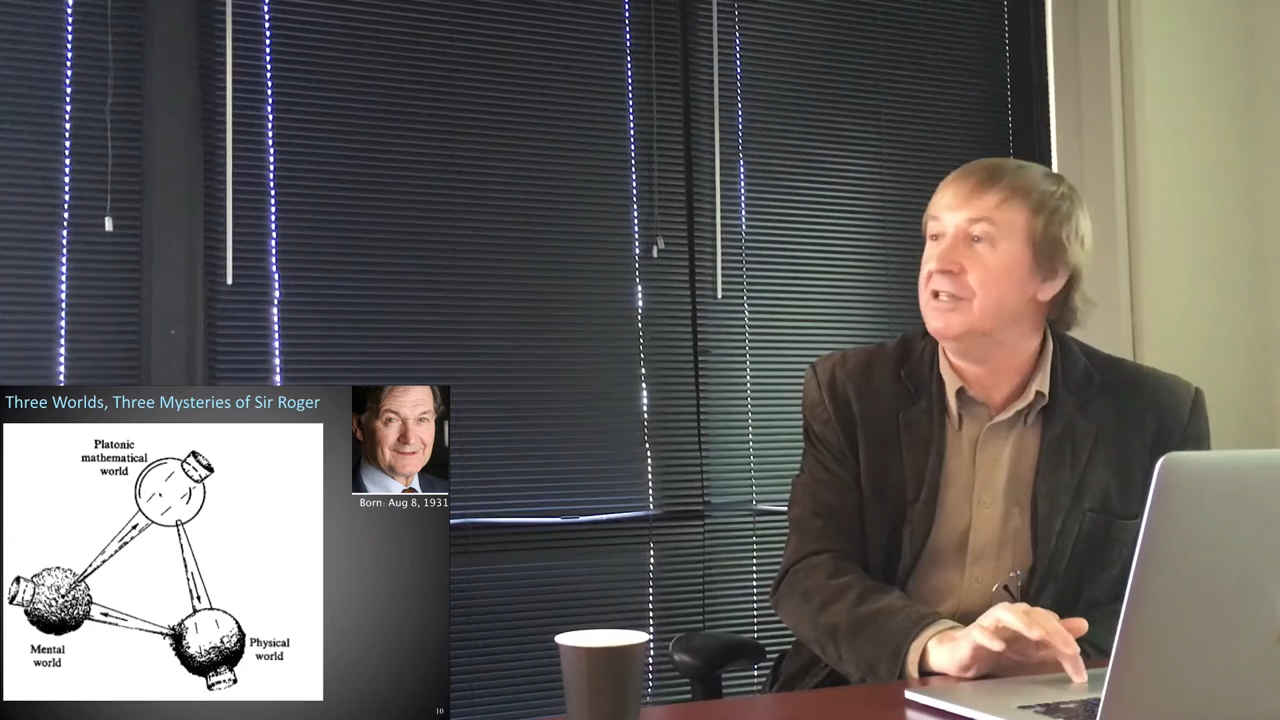 Three Worlds, Three Mysteries of Sir Roger
Platonic
mathematical
world
Born: Aug 8, 1931
Mental
world
Physical
world
10